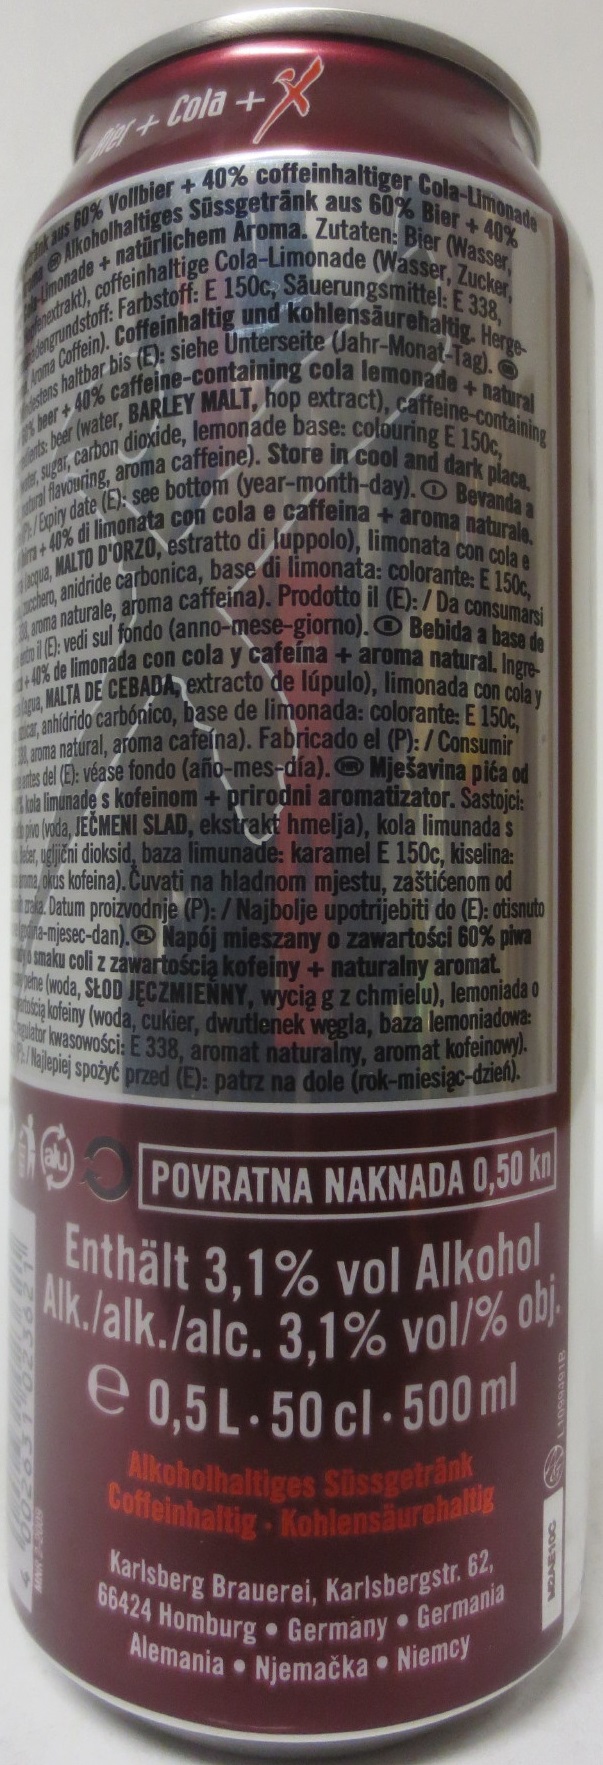 Bier + Cola + X
aus 60% Vollbier + 40% coffeinhaltiger Cola-Limonade
Alkoholhaltiges Süssgetränk aus 60% Bier + 40%
Cola-Limonade + natürlichem Aroma. Zutaten: Bier (Wasser,
coffeinhaltige Cola-Limonade (Wasser, Zucker,
Farbstoff: E 150c, Säuerungsmittel: E 338,
Aroma Coffein). Coffeinhaltig und kohlensäurehaltig. Herge-
haltbar bis (E): siehe Unterseite (Jahr-Monat-Tag).
beer + 40% caffeine-containing cola lemonade + natural
beer (water, BARLEY MALT, hop extract), caffeine-containing
sugar, carbon dioxide, lemonade base: colouring E 150c,
natural flavouring, aroma caffeine). Store in cool and dark place.
/ Expiry date (E): see bottom (year-month-day). I Bevanda a
birra + 40% di limonata con cola e caffeina + aroma naturale.
MALTO D'ORZO, estratto di luppolo), limonata con cola e
zucchero, anidride carbonica, base di limonata: colorante: E 150c,
aroma naturale, aroma caffeina). Prodotto il (E): / Da consumarsi
il (E): vedi sul fondo (anno-mese-giorno). E Bebida a base de
+ 40% de limonada con cola y cafeína + aroma natural. Ingre-
(agua, MALTA DE CEBADA, extracto de lúpulo), limonada con cola y
anhídrido carbónico, base de limonada: colorante: E 150c,
aroma natural, aroma cafeína). Fabricado el (P): / Consumir
antes del (E): véase fondo (año-mes-día). HR Mješavina pića od
kola limunade s kofeinom + prirodni aromatizator. Sastojci:
pivo (voda, JEČMENI SLAD, ekstrakt hmelja), kola limunada s
ugljični dioksid, baza limunade: karamel E 150c, kiselina:
okus kofeina). Čuvati na hladnom mjestu, zaštićenom od
zraka. Datum proizvodnje (P): / Najbolje upotrijebiti do (E): otisnuto
mjesec-dan). PL Napój mieszany o zawartości 60% piwa
o smaku coli z zawartością kofeiny + naturalny aromat.
(woda, SŁOD JĘCZMIENNY, wycią g z chmielu), lemoniada o
kofeiny (woda, cukier, dwutlenek węgla, baza lemoniadowa:
regulator kwasowości: E 338, aromat naturalny, aromat kofeinowy).
/ Najlepiej spożyć przed (E): patrz na dole (rok-miesiąc-dzień).
alu
POVRATNA NAKNADA 0,50 kn
Enthält 3,1% vol Alkohol
Alk./alk./alc. 3,1% vol/% obj.
e 0,5 L · 50 cl · 500 ml
Alkoholhaltiges Süssgetränk
Coffeinhaltig · Kohlensäurehaltig
Karlsberg Brauerei, Karlsbergstr. 62,
66424 Homburg • Germany • Germania
Alemania • Njemačka • Niemcy